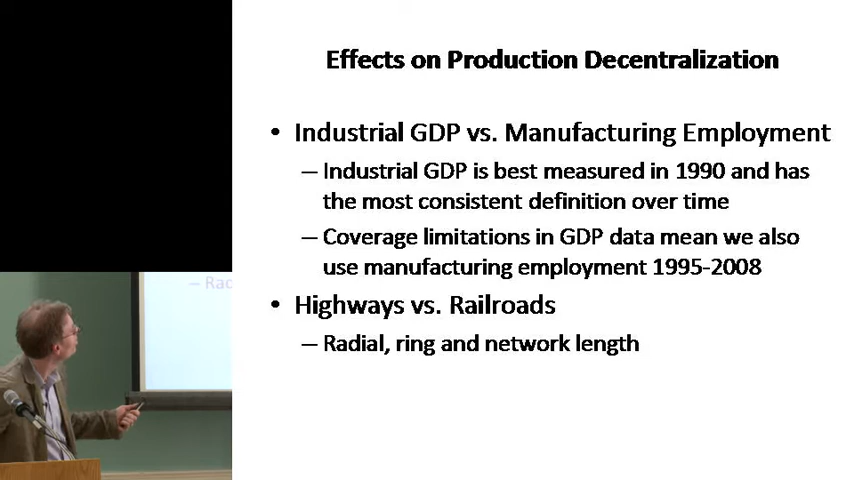 Effects on Production Decentralization
• Industrial GDP vs. Manufacturing Employment
– Industrial GDP is best measured in 1990 and has
the most consistent definition over time
– Coverage limitations in GDP data mean we also
use manufacturing employment 1995-2008
• Highways vs. Railroads
– Radial, ring and network length
– Rad